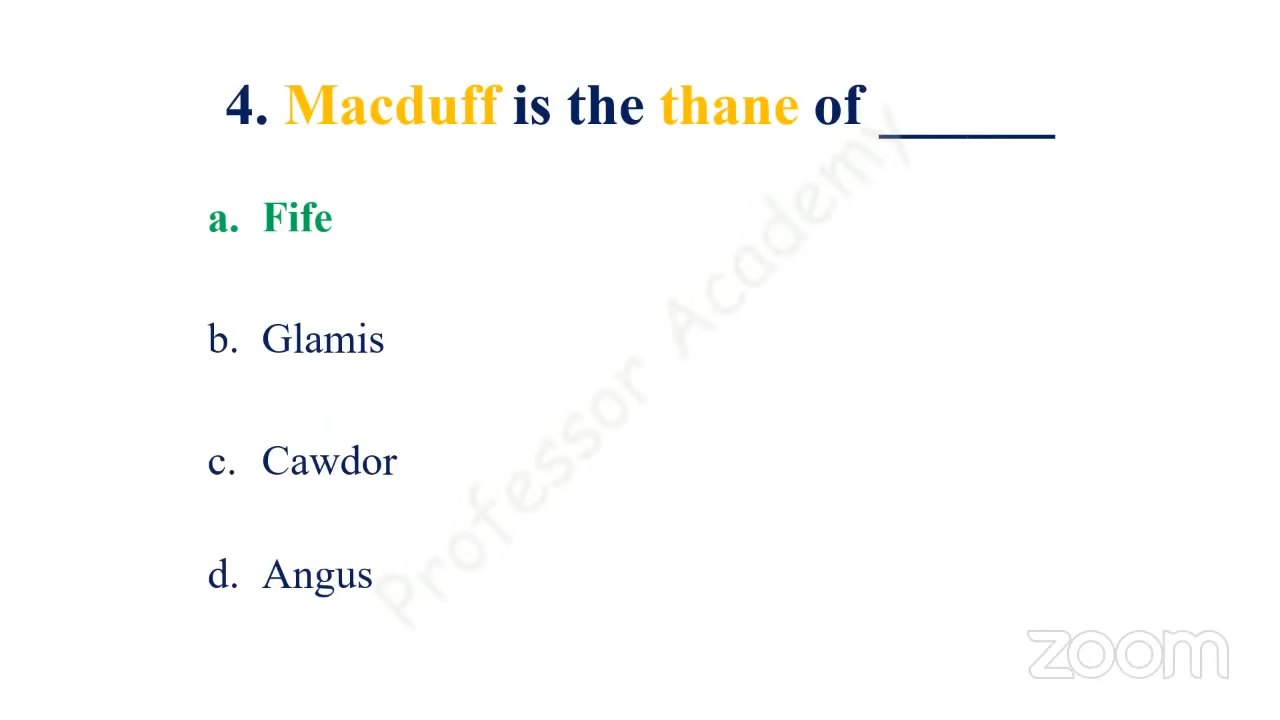 4. Macduff is the thane of ______
a. Fife
b. Glamis
c. Cawdor
d. Angus
Professor Academy
zoom